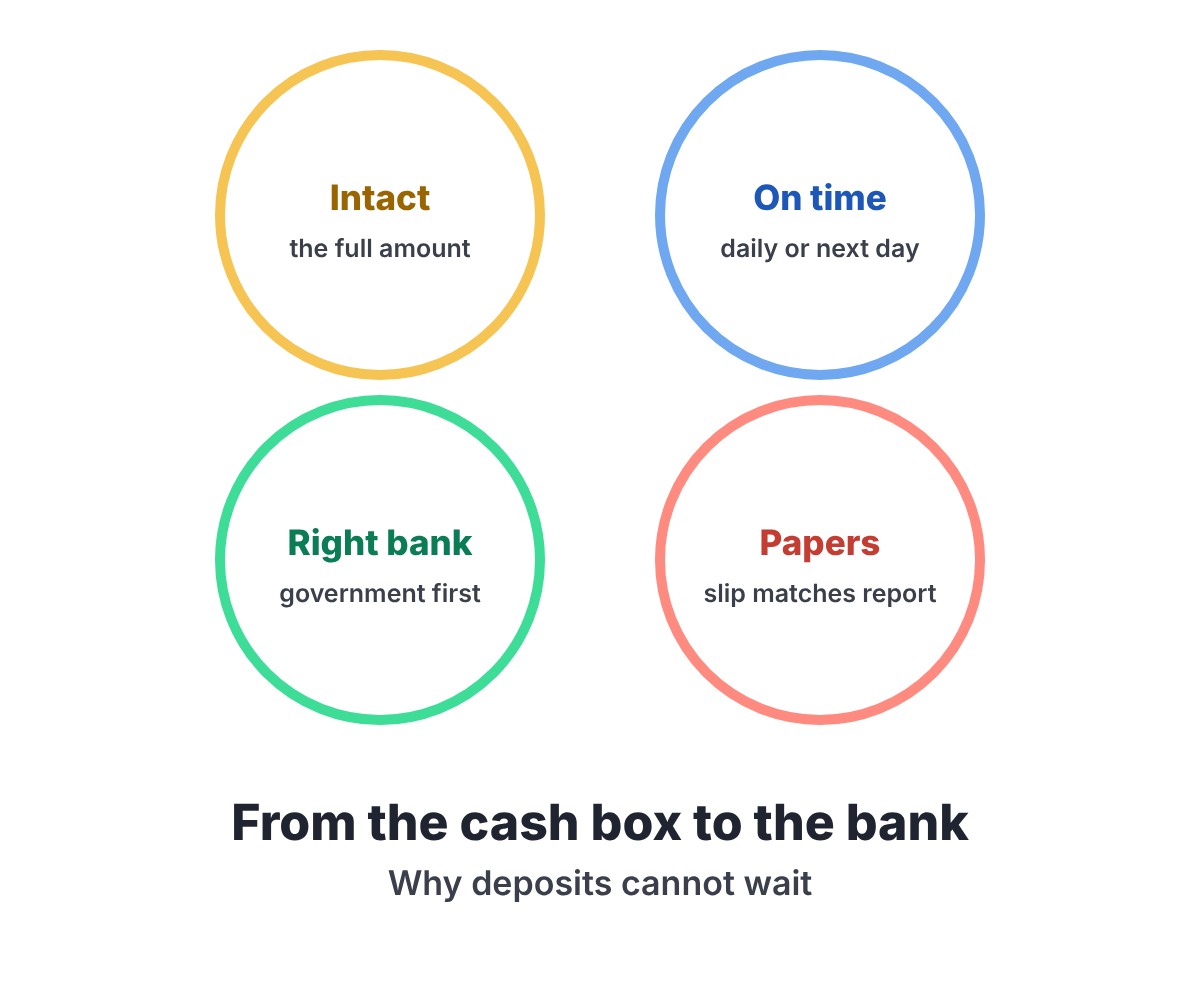 Intact
the full amount
On time
daily or next day
Right bank
government first
Papers
slip matches report
From the cash box to the bank
Why deposits cannot wait